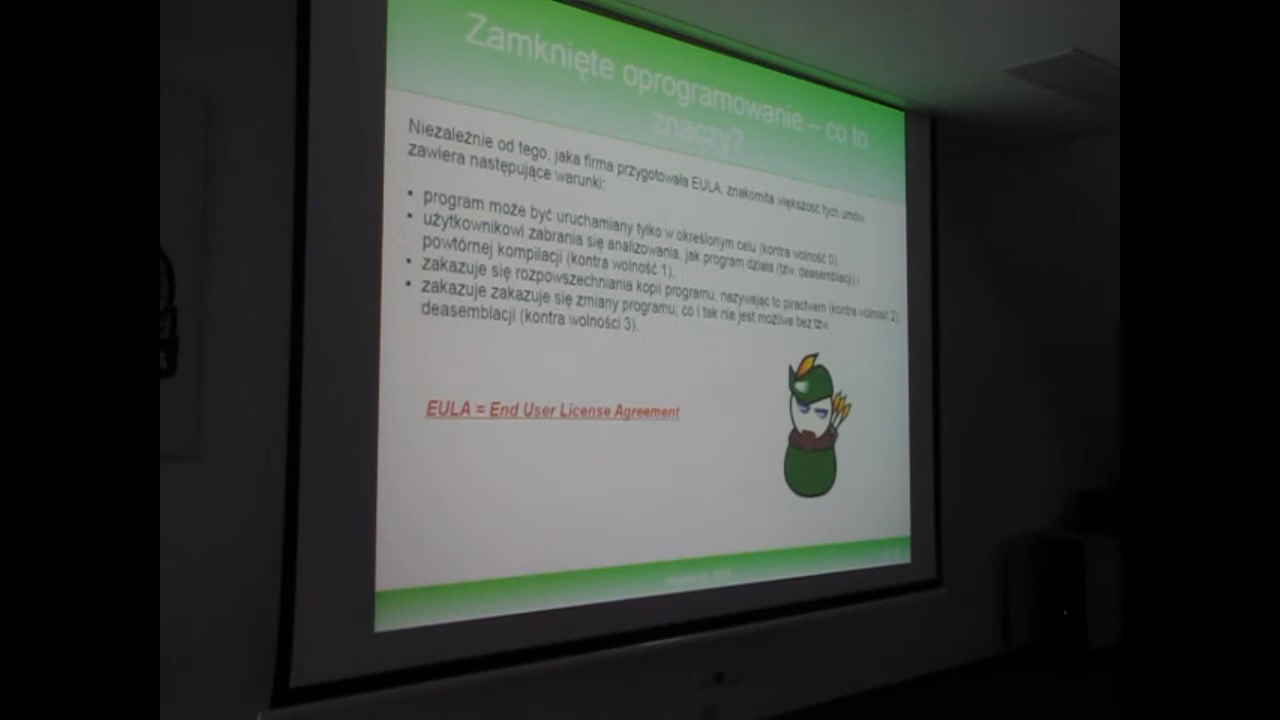 Zamknięte oprogramowanie – co to
znaczy?
Niezależnie od tego, jaka firma przygotowała EULA, znakomita większość tych umów
zawiera następujące warunki:
• program może być uruchamiany tylko w określonym celu (kontra wolność 0),
• użytkownikowi zabrania się analizowania, jak program działa (tzw. deasemblacji) i
powtórnej kompilacji (kontra wolność 1),
• zakazuje się rozpowszechniania kopii programu, nazywając to piractwem (kontra wolność 2),
• zakazuje zakazuje się zmiany programu, co i tak nie jest możliwe bez tzw.
deasemblacji (kontra wolności 3).
EULA = End User License Agreement